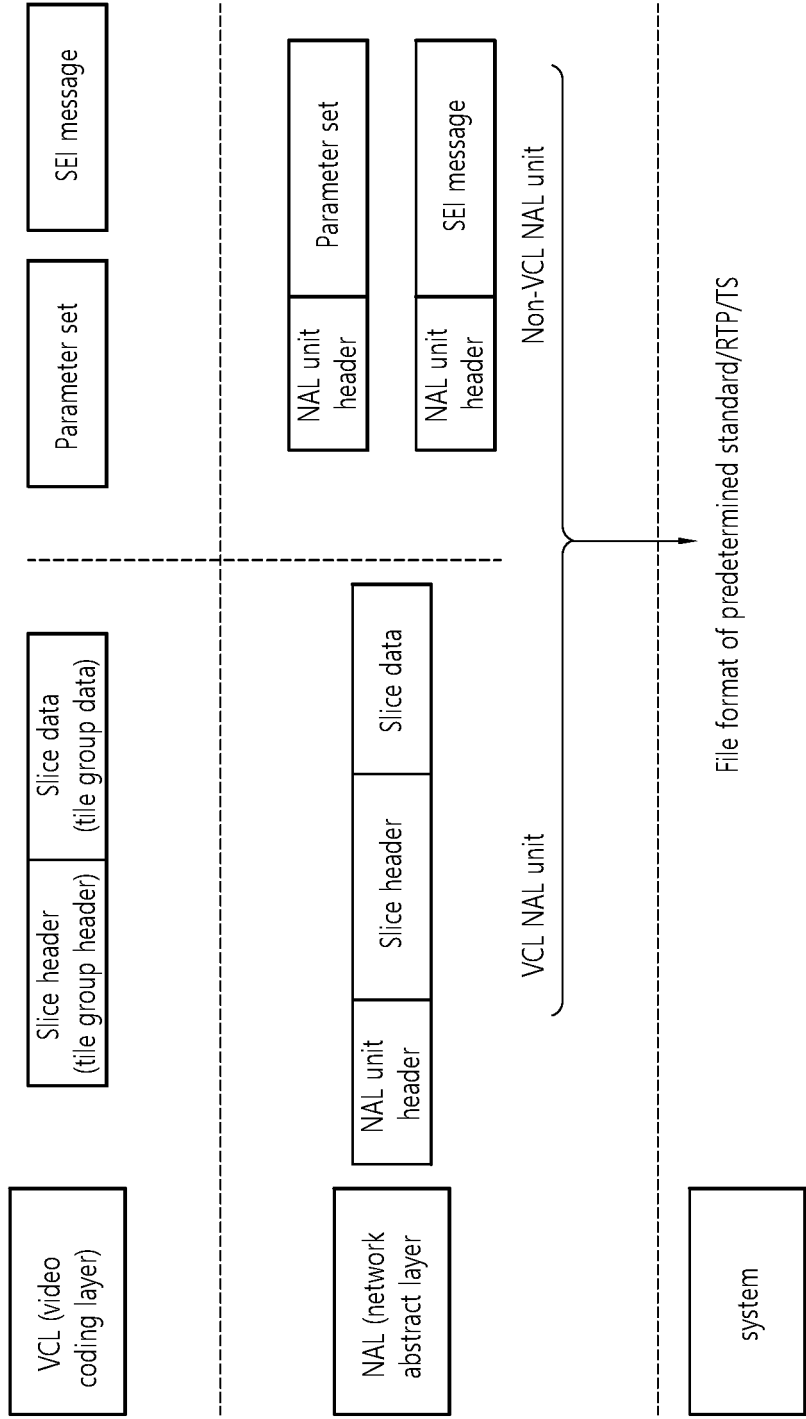 VCL (video
coding layer)
Slice header
(tile group header)
Slice data
(tile group data)
Parameter set
SEI message
NAL (network
abstract layer
NAL unit
header
Slice header
Slice data
NAL unit
header
Parameter set
NAL unit
header
SEI message
VCL NAL unit
Non-VCL NAL unit
system
File format of predetermined standard/RTP/TS